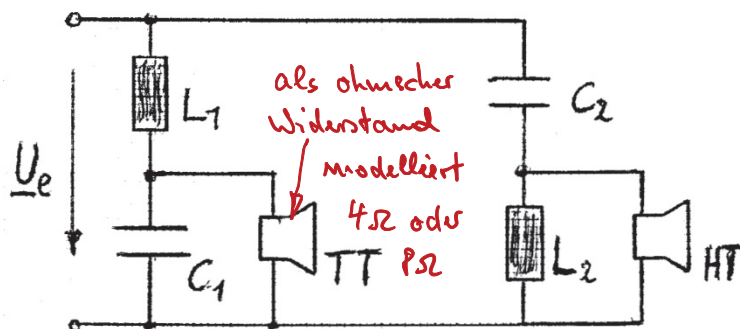 als ohmscher
Widerstand
modelliert
4Ω oder
8Ω
L1
C2
Ue
C1
TT
L2
HT